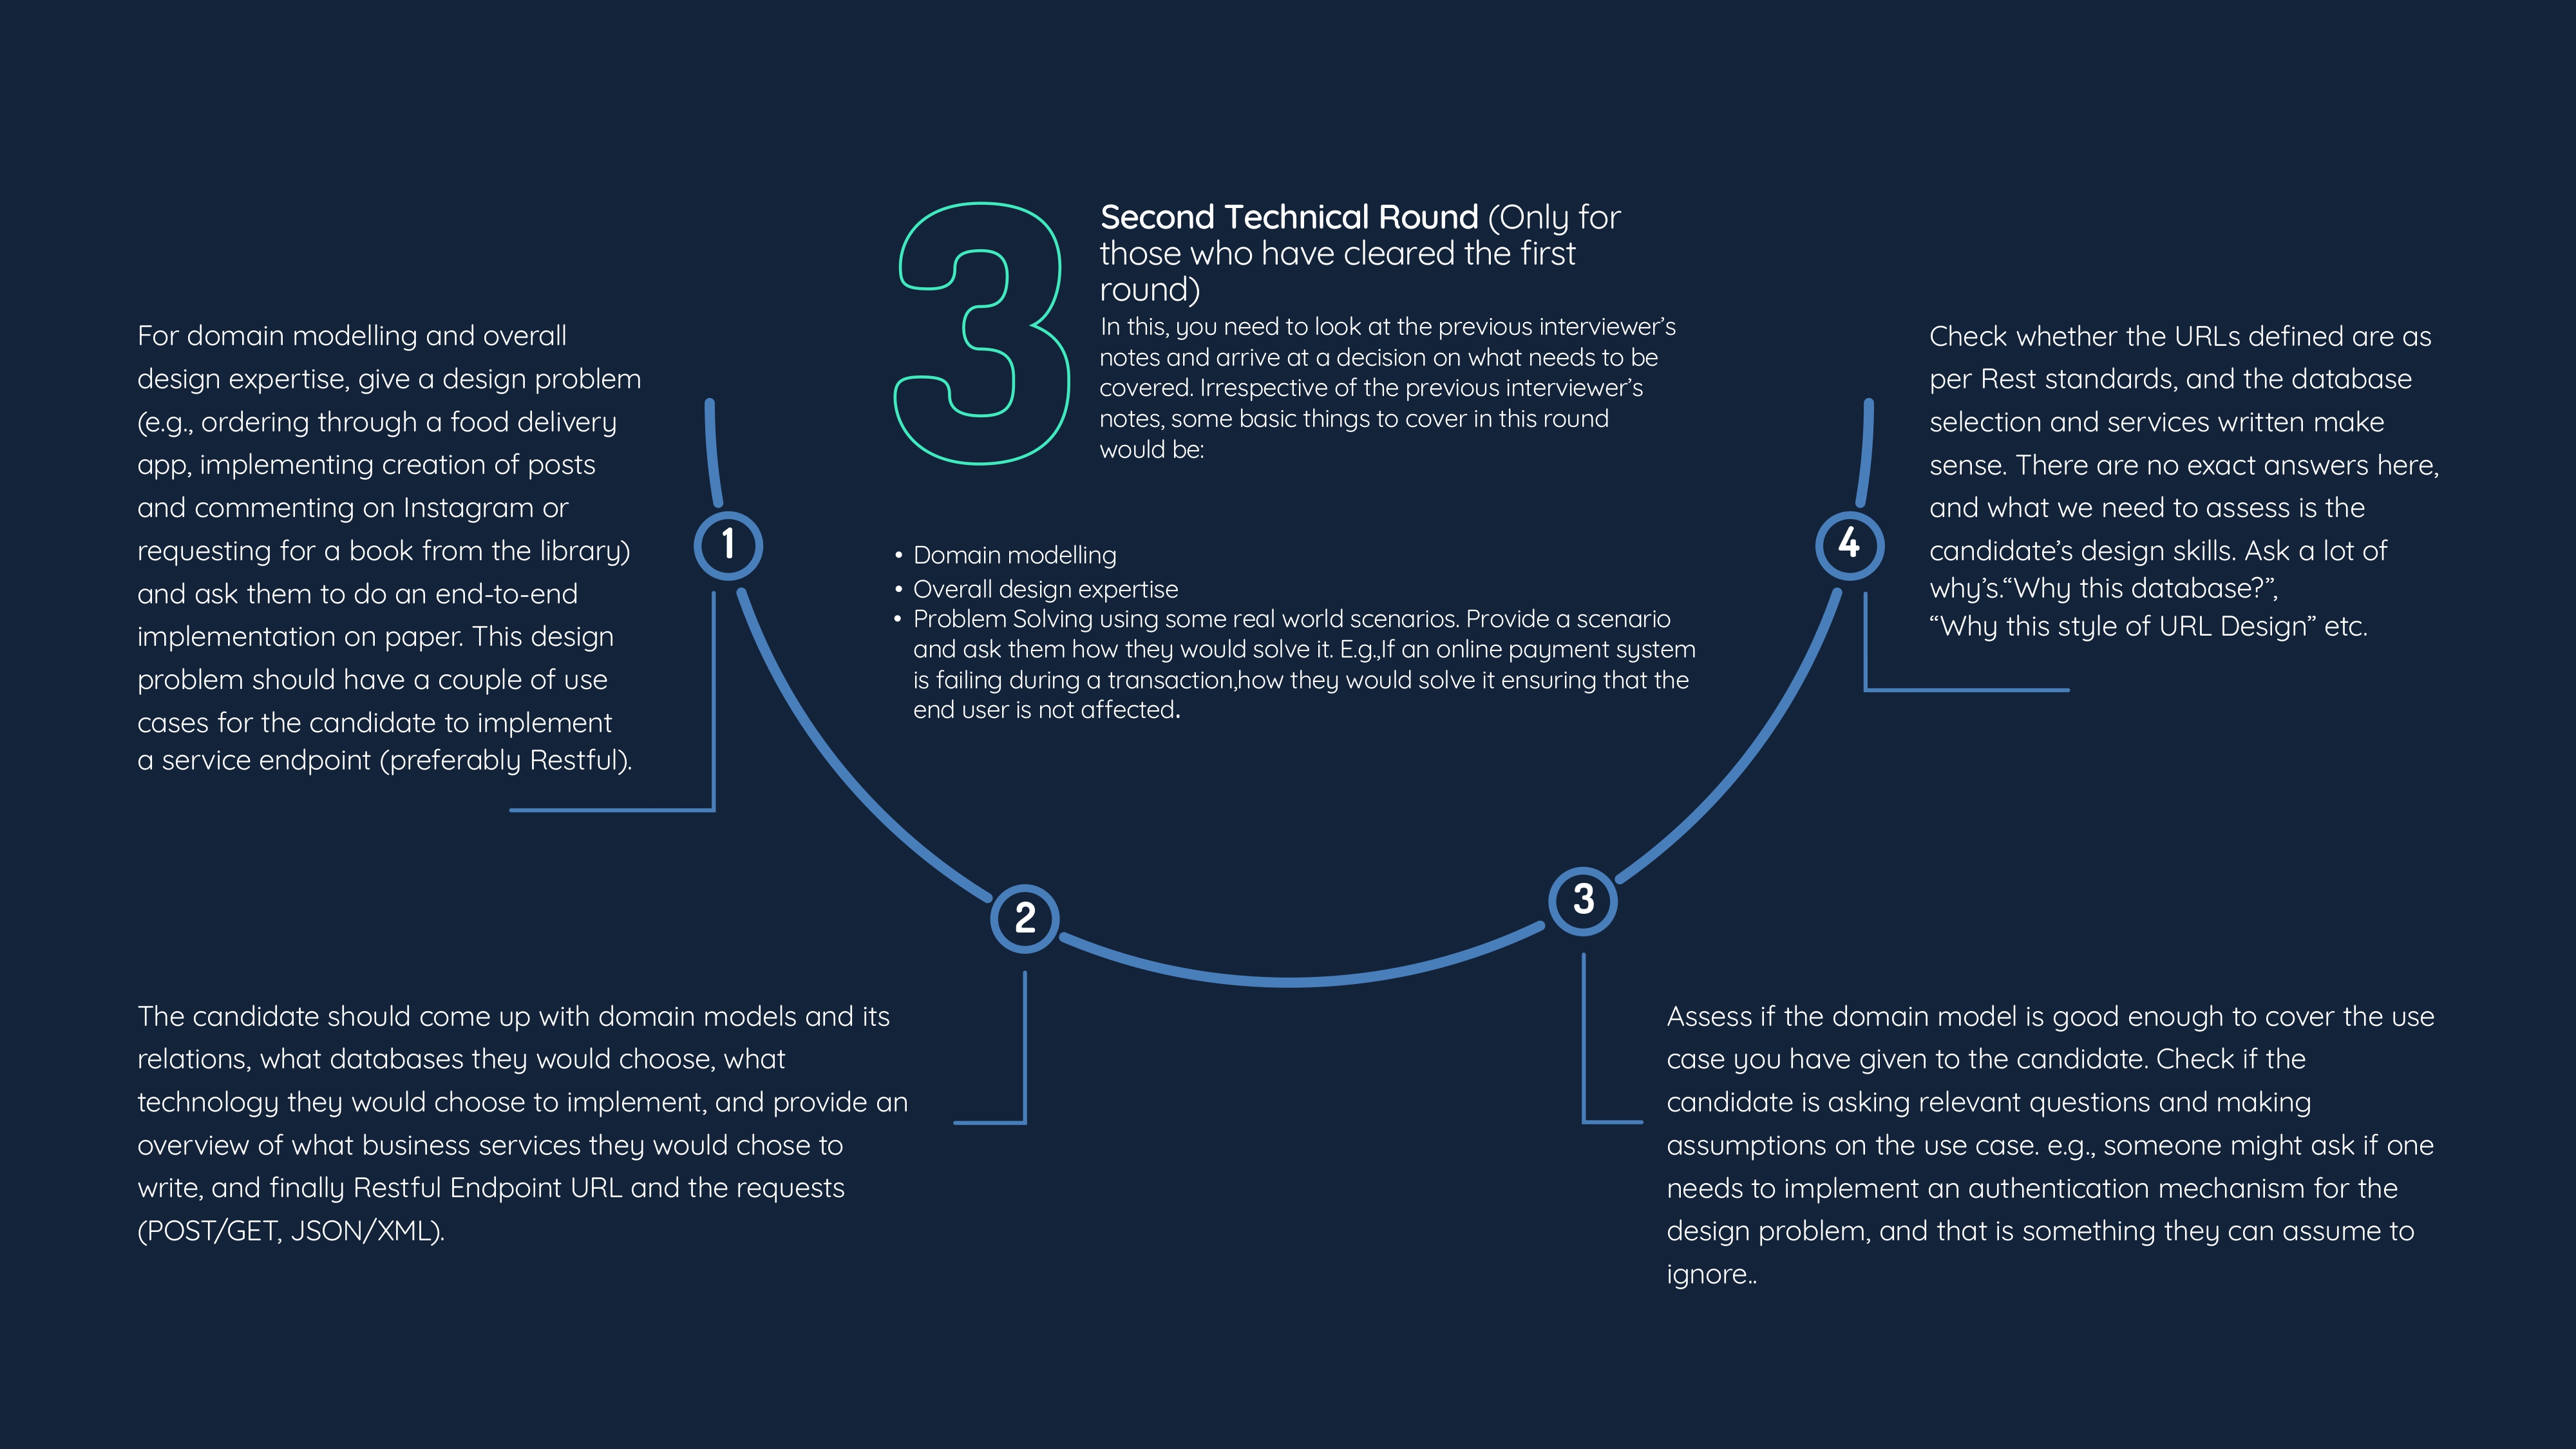 3
Second Technical Round (Only for
those who have cleared the first
round)
In this, you need to look at the previous interviewer’s
notes and arrive at a decision on what needs to be
covered. Irrespective of the previous interviewer’s
notes, some basic things to cover in this round
would be:
• Domain modelling
• Overall design expertise
• Problem Solving using some real world scenarios. Provide a scenario
and ask them how they would solve it. E.g.,If an online payment system
is failing during a transaction,how they would solve it ensuring that the
end user is not affected.
1
For domain modelling and overall
design expertise, give a design problem
(e.g., ordering through a food delivery
app, implementing creation of posts
and commenting on Instagram or
requesting for a book from the library)
and ask them to do an end-to-end
implementation on paper. This design
problem should have a couple of use
cases for the candidate to implement
a service endpoint (preferably Restful).
2
The candidate should come up with domain models and its
relations, what databases they would choose, what
technology they would choose to implement, and provide an
overview of what business services they would chose to
write, and finally Restful Endpoint URL and the requests
(POST/GET, JSON/XML).
3
Assess if the domain model is good enough to cover the use
case you have given to the candidate. Check if the
candidate is asking relevant questions and making
assumptions on the use case. e.g., someone might ask if one
needs to implement an authentication mechanism for the
design problem, and that is something they can assume to
ignore..
4
Check whether the URLs defined are as
per Rest standards, and the database
selection and services written make
sense. There are no exact answers here,
and what we need to assess is the
candidate’s design skills. Ask a lot of
why’s.“Why this database?”,
“Why this style of URL Design” etc.